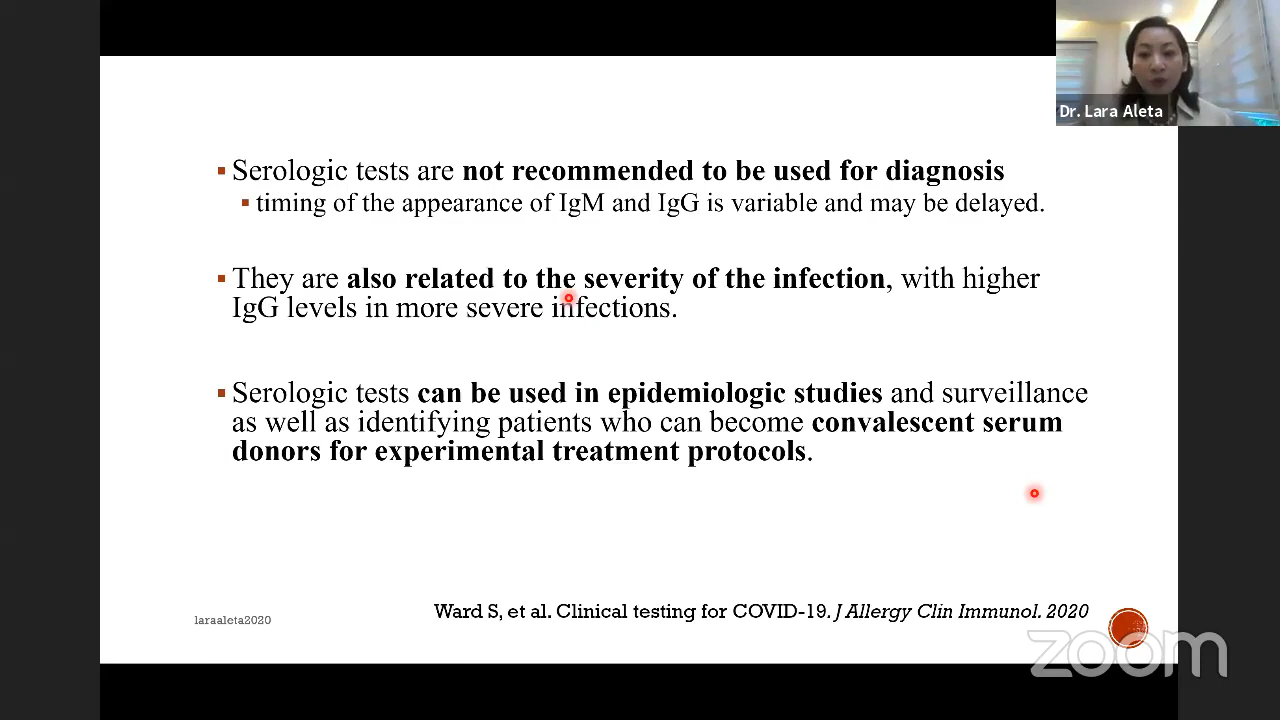 Dr. Lara Aleta
▪ Serologic tests are not recommended to be used for diagnosis
▪ timing of the appearance of IgM and IgG is variable and may be delayed.
▪ They are also related to the severity of the infection, with higher
IgG levels in more severe infections.
▪ Serologic tests can be used in epidemiologic studies and surveillance
as well as identifying patients who can become convalescent serum
donors for experimental treatment protocols.
Ward S, et al. Clinical testing for COVID-19. J Allergy Clin Immunol. 2020
laraaleta2020
zoom